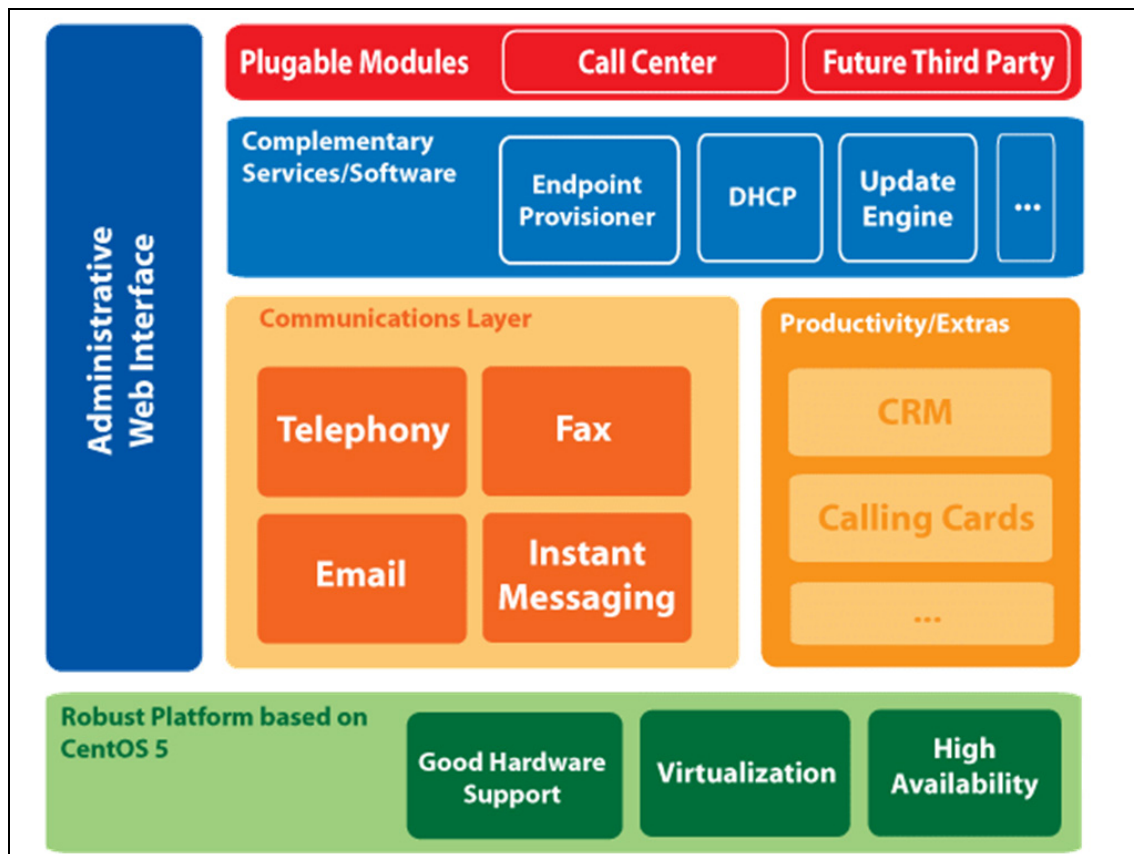 Administrative
Web Interface
Plugable Modules
Call Center
Future Third Party
Complementary
Services/Software
Endpoint
Provisioner
DHCP
Update
Engine
...
Communications Layer
Telephony
Fax
Email
Instant
Messaging
Productivity/Extras
CRM
Calling Cards
...
Robust Platform based on
CentOS 5
Good Hardware
Support
Virtualization
High
Availability